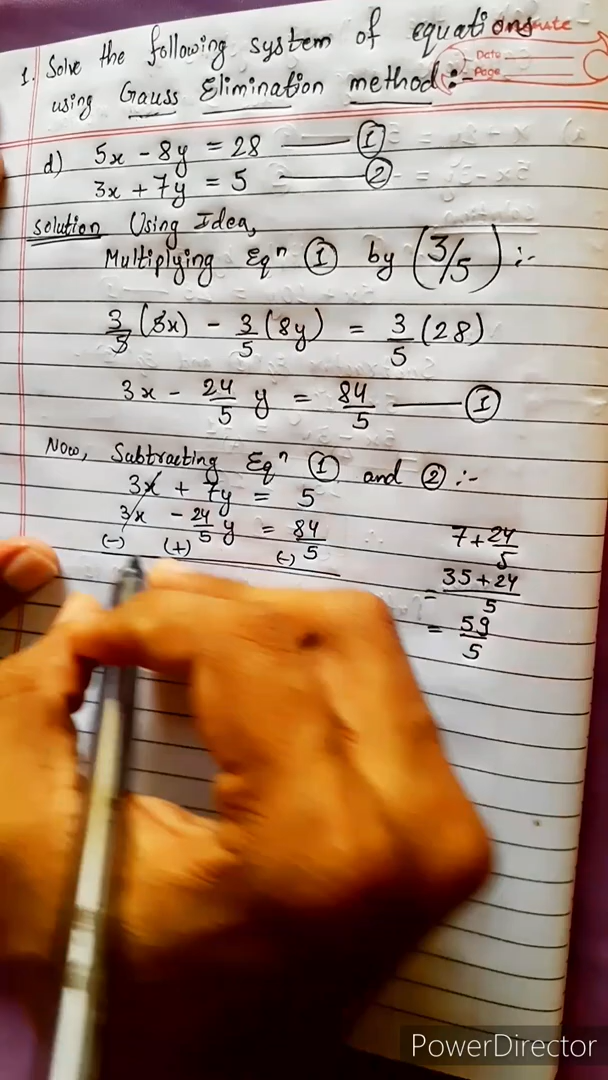 1. Solve the following system of equations
using Gauss Elimination method :-
Date
Page
d) 5x - 8y = 28 —— ①
3x + 7y = 5 —— ②
Solution Using Idea,
Multiplying Eqⁿ ① by (3/5) :-
3/5 (5x) - 3/5 (8y) = 3/5 (28)
3x - 24/5 y = 84/5 —— ①
Now, Subtracting Eqⁿ ① and ② :-
3x + 7y = 5
3x - 24/5 y = 84/5
(-) (+) (-)
7 + 24/5
= 35 + 24/5
= 59/5
PowerDirector